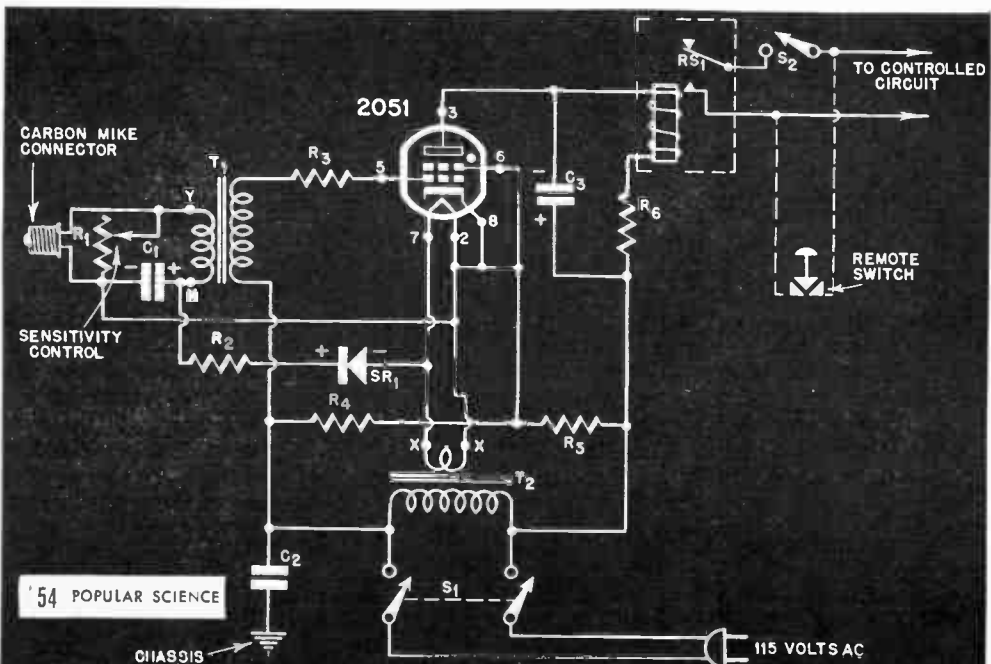 2051
3
CARBON MIKE
CONNECTOR
T1
Y
R1
C1
- +
M
SENSITIVITY
CONTROL
R3
5
6
8
7
2
- C3
+
RS1
S2
TO CONTROLLED
CIRCUIT
R6
REMOTE
SWITCH
R2
+ -
SR1
R4
R5
X X
T2
C2
S1
'54 POPULAR SCIENCE
CHASSIS
115 VOLTS AC